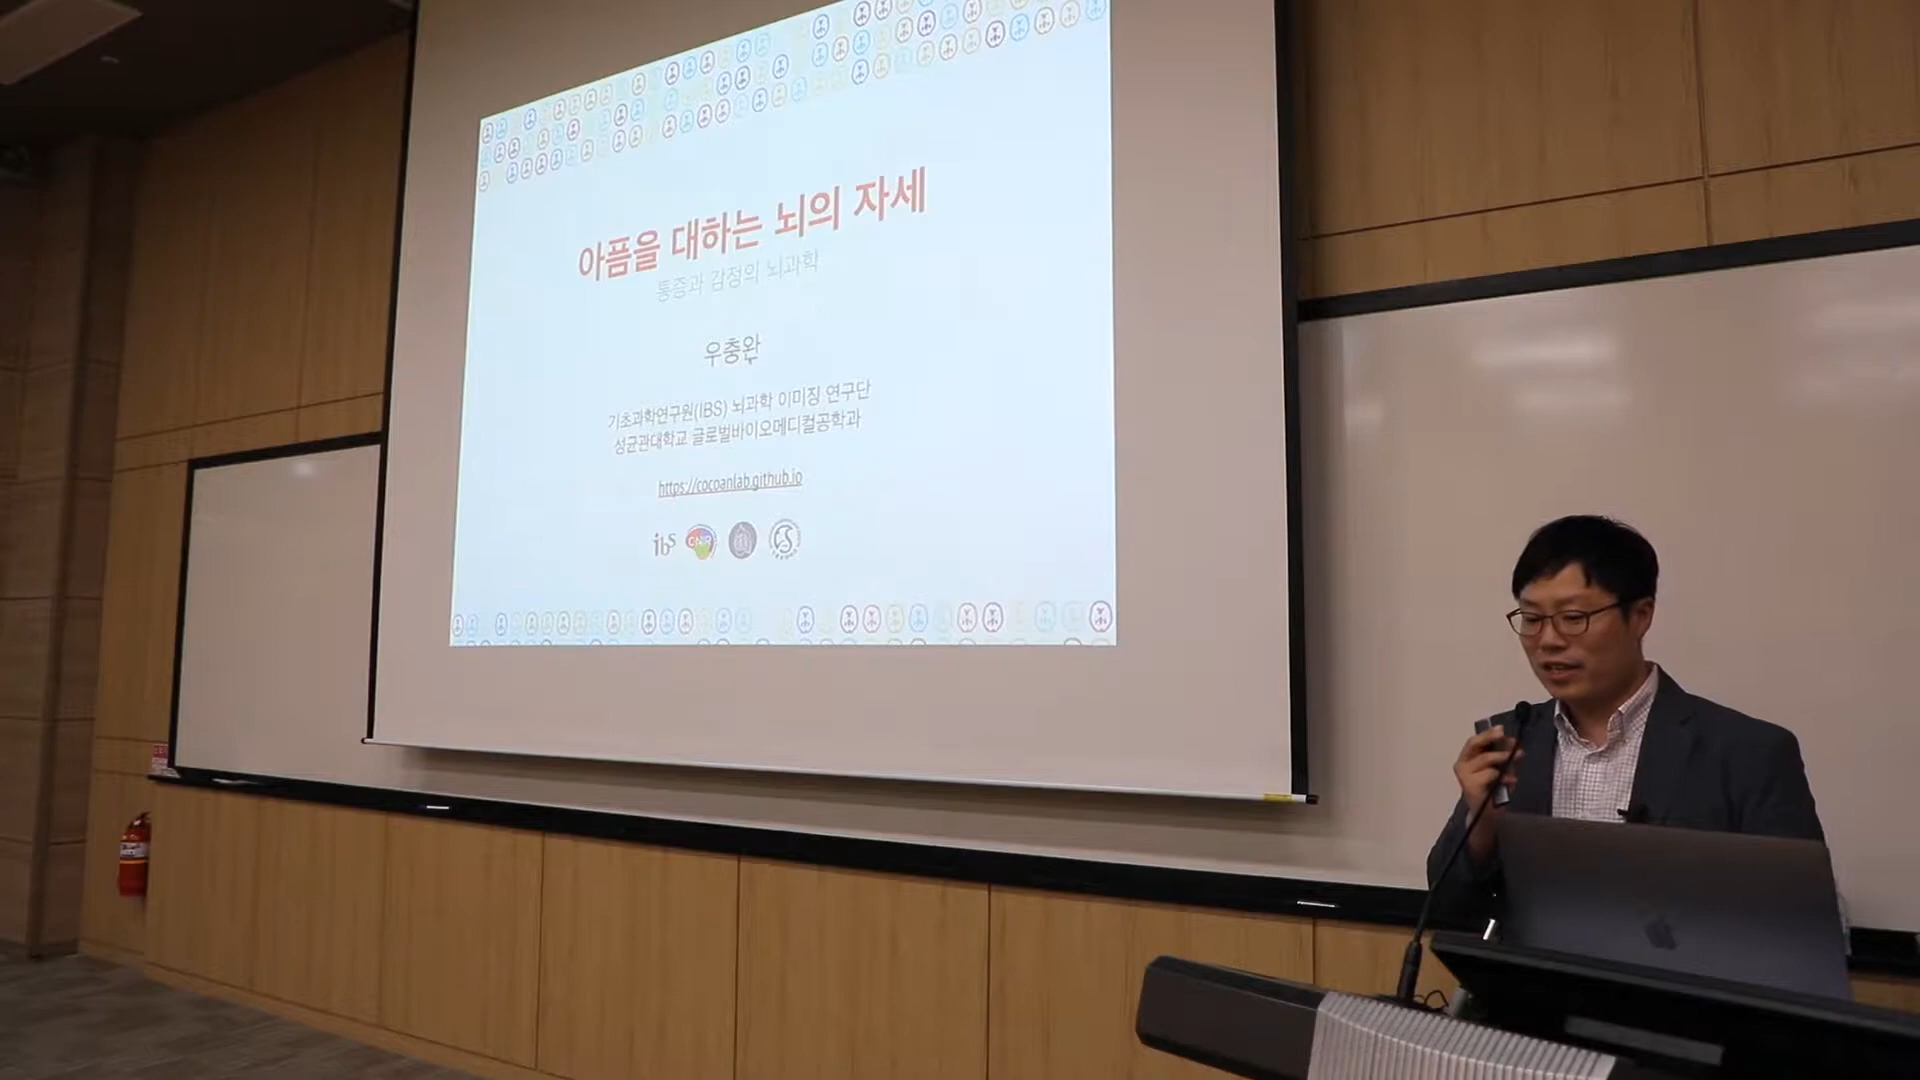 아픔을 대하는 뇌의 자세
통증과 감정의 뇌과학
우충완
기초과학연구원(IBS) 뇌과학 이미징 연구단
성균관대학교 글로벌바이오메디컬공학과
https://cocoanlab.github.io
ibS
CNIR